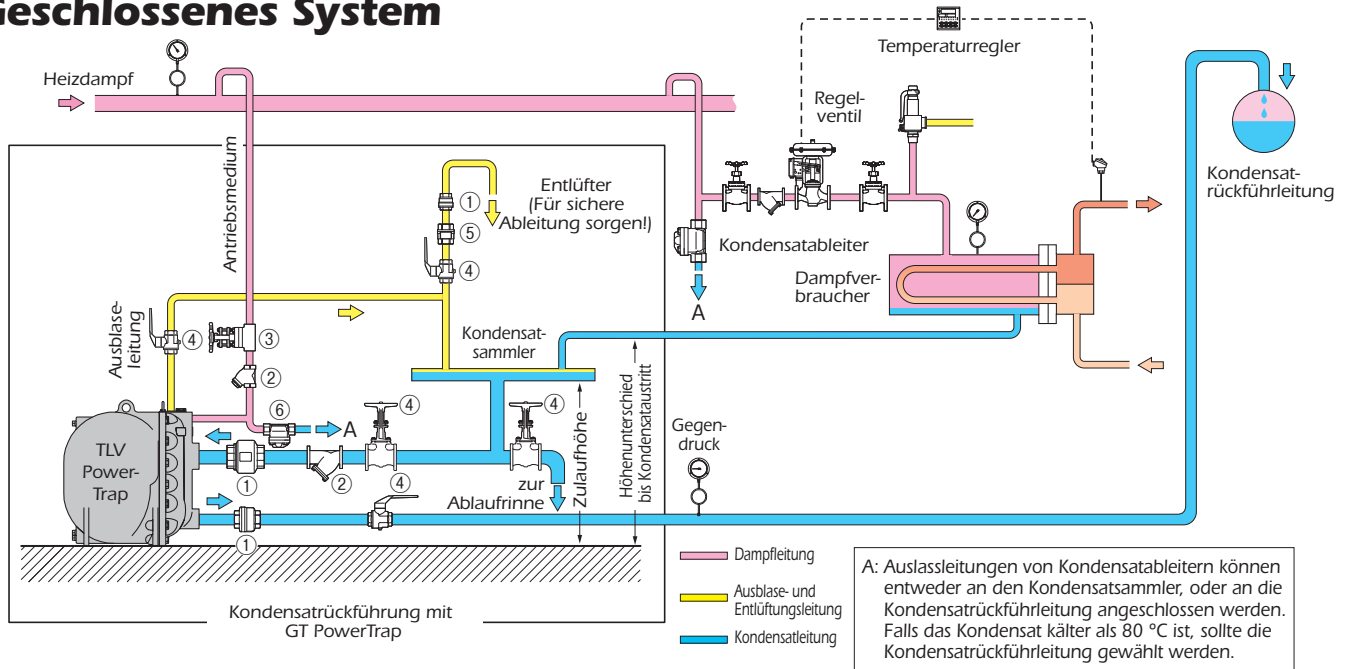 Geschlossenes System
Heizdampf
Temperaturregler
Regel-
ventil
Kondensat-
rückführleitung
Antriebsmedium
Entlüfter
(Für sichere
Ableitung sorgen!)
①
⑤
④
Kondensatableiter
A
Dampfver-
braucher
Ausblase-
leitung
④
③
②
Kondensat-
sammler
⑥
A
④
④
TLV
Power-
Trap
①
②
④
zur
Ablaufrinne
Zulaufhöhe
Höhenunterschied
bis Kondensataustritt
Gegen-
druck
①
Dampfleitung
Ausblase- und
Entlüftungsleitung
Kondensatleitung
Kondensatrückführung mit
GT PowerTrap
A: Auslassleitungen von Kondensatableitern können
entweder an den Kondensatsammler, oder an die
Kondensatrückführleitung angeschlossen werden.
Falls das Kondensat kälter als 80 °C ist, sollte die
Kondensatrückführleitung gewählt werden.